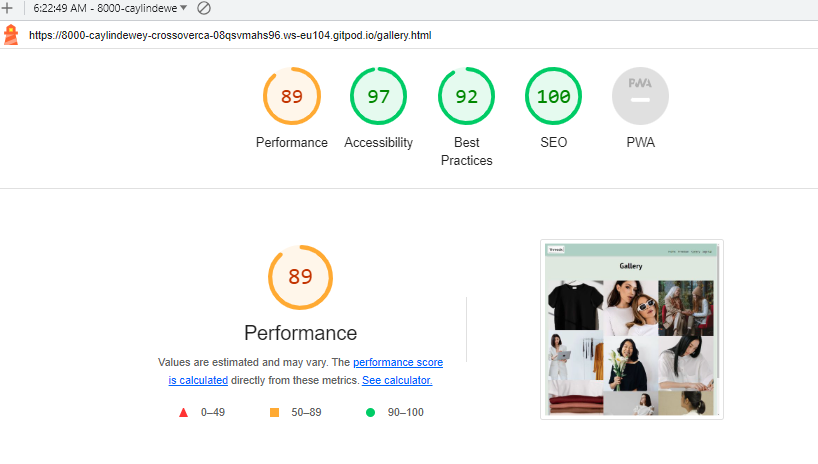 6:22:49 AM - 8000-caylindewe
https://8000-caylindewey-crossoverca-08qsvmahs96.ws-eu104.gitpod.io/gallery.html
89
97
92
100
PWA
Performance
Accessibility
Best
Practices
SEO
PWA
89
Performance
Values are estimated and may vary. The performance score
is calculated directly from these metrics. See calculator.
0–49
50–89
90–100
Gallery